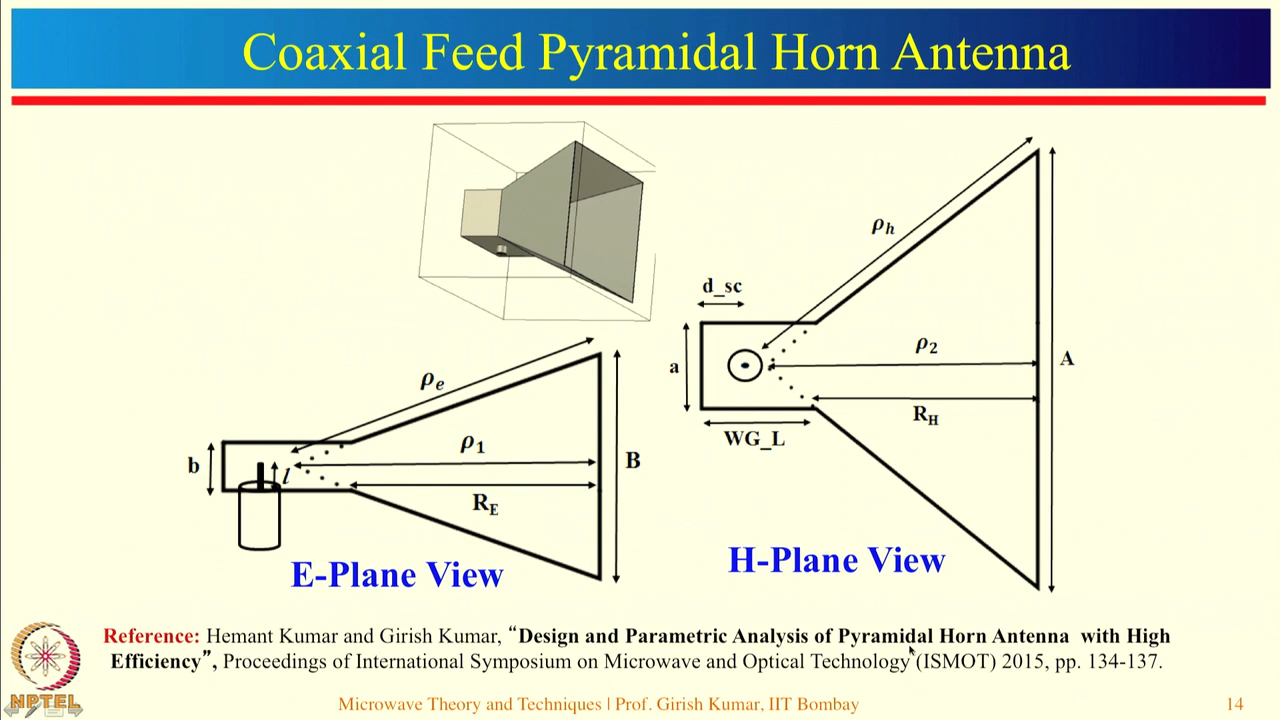 Coaxial Feed Pyramidal Horn Antenna
ρh
d_sc
a
ρ2
A
RH
WG_L
ρe
b
l
ρ1
B
RE
E-Plane View
H-Plane View
Reference: Hemant Kumar and Girish Kumar, “Design and Parametric Analysis of Pyramidal Horn Antenna with High
Efficiency”, Proceedings of International Symposium on Microwave and Optical Technology (ISMOT) 2015, pp. 134-137.
NPTEL
Microwave Theory and Techniques | Prof. Girish Kumar, IIT Bombay
14